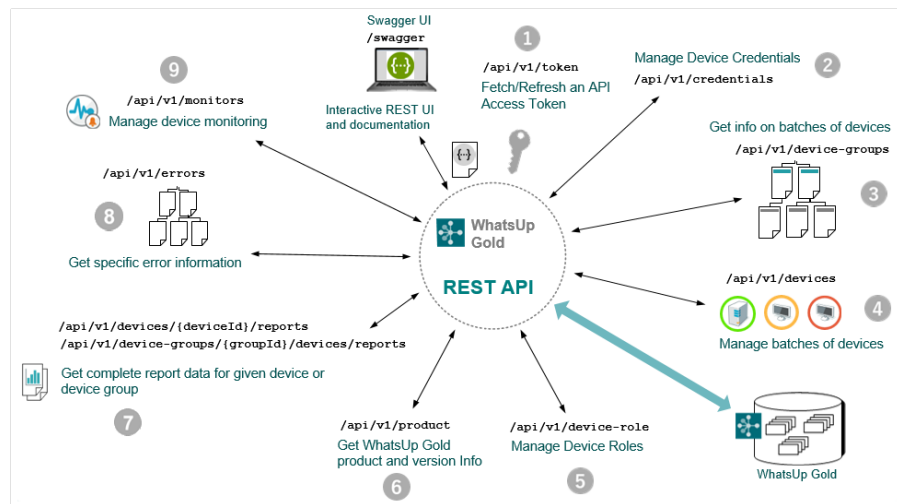 Swagger UI
/swagger
Interactive REST UI
and documentation
1
/api/v1/token
Fetch/Refresh an API
Access Token
Manage Device Credentials
/api/v1/credentials
2
Get info on batches of devices
/api/v1/device-groups
3
/api/v1/devices
Manage batches of devices
4
WhatsUp Gold
/api/v1/device-role
Manage Device Roles
5
/api/v1/product
Get WhatsUp Gold
product and version Info
6
/api/v1/devices/{deviceId}/reports
/api/v1/device-groups/{groupId}/devices/reports
Get complete report data for given device or
device group
7
/api/v1/errors
8
Get specific error information
9
/api/v1/monitors
Manage device monitoring
{··}
{··}
WhatsUp
Gold
REST API